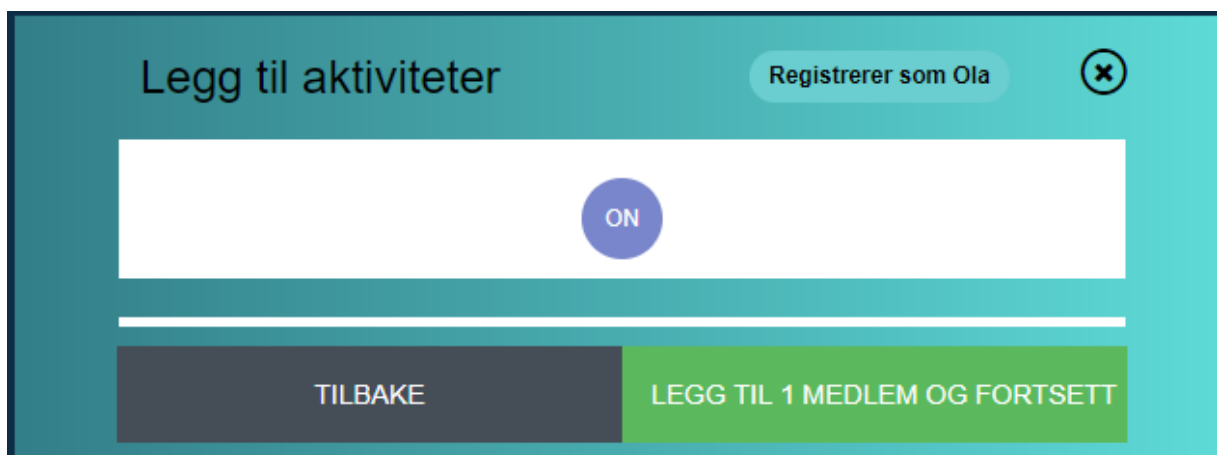 Legg til aktiviteter
Registrerer som Ola
ON
TILBAKE
LEGG TIL 1 MEDLEM OG FORTSETT